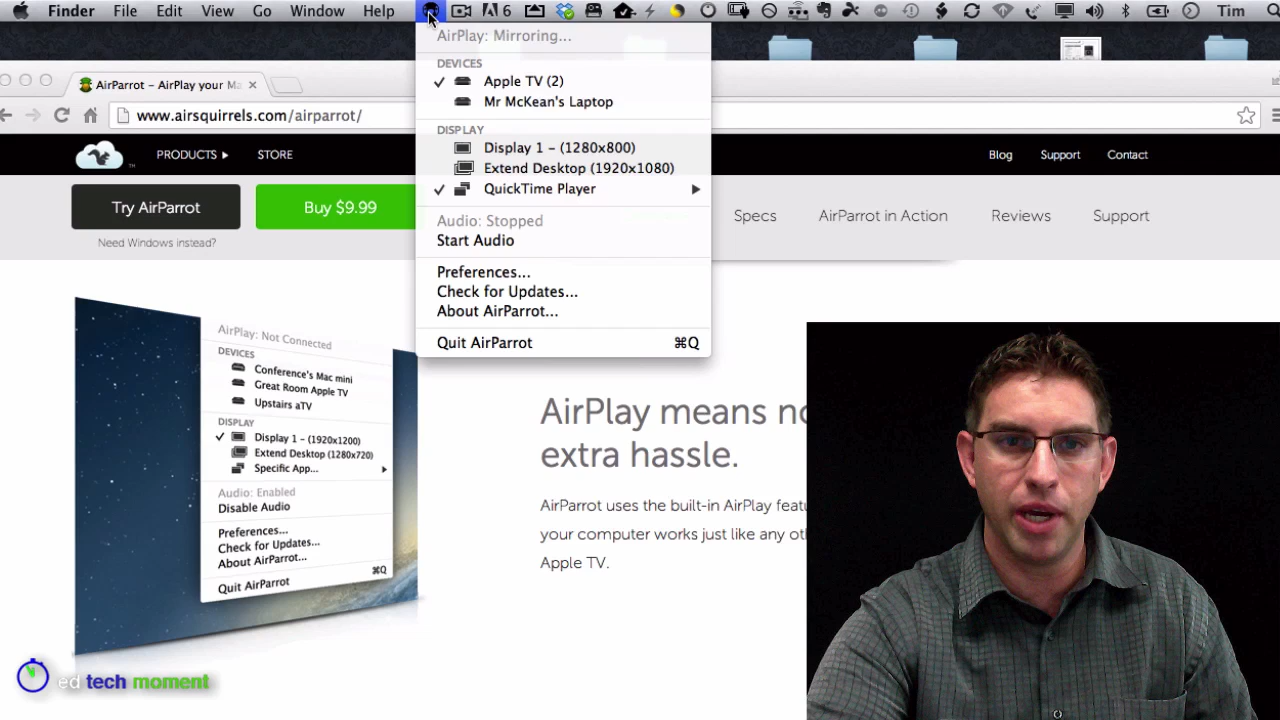 Finder File Edit View Go Window Help 6 Tim
AirPlay: Mirroring...
DEVICES
Apple TV (2)
Mr McKean's Laptop
DISPLAY
Display 1 - (1280x800)
Extend Desktop (1920x1080)
QuickTime Player
Audio: Stopped
Start Audio
Preferences...
Check for Updates...
About AirParrot...
Quit AirParrot ⌘Q
AirParrot – AirPlay your Ma
www.airsquirrels.com/airparrot/
PRODUCTS STORE Blog Support Contact
Try AirParrot Buy $9.99 Specs AirParrot in Action Reviews Support
Need Windows instead?
AirPlay: Not Connected
DEVICES
Conference's Mac mini
Great Room Apple TV
Upstairs aTV
DISPLAY
Display 1 - (1920x1200)
Extend Desktop (1280x720)
Specific App...
Audio: Enabled
Disable Audio
Preferences...
Check for Updates...
About AirParrot...
Quit AirParrot ⌘Q
AirPlay means no
extra hassle.
AirParrot uses the built-in AirPlay featu
your computer works just like any oth
Apple TV.
ed tech moment